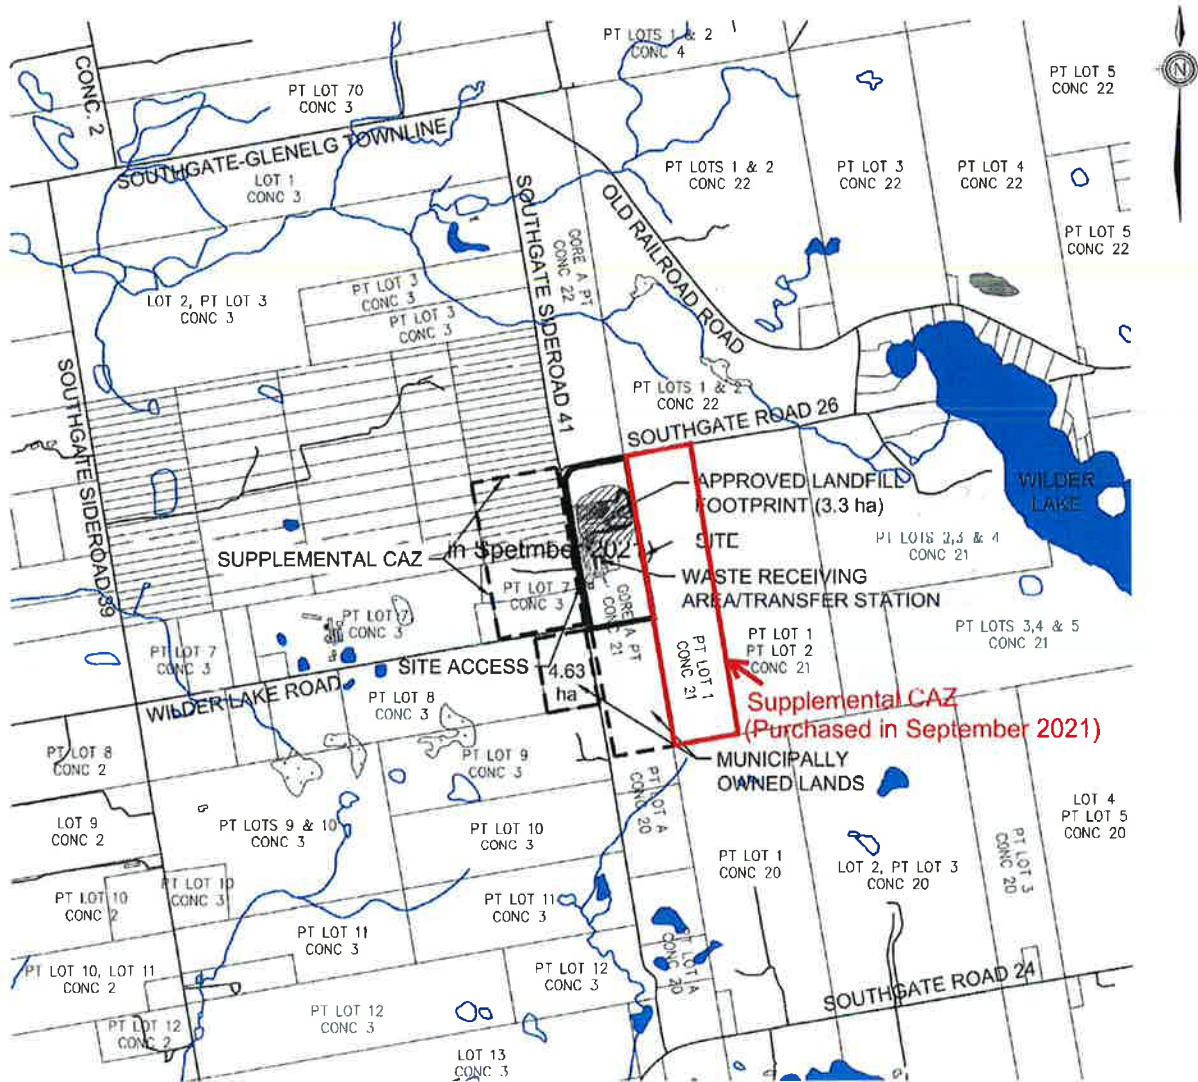 PT LOTS 1 & 2
CONC 4
CONC. 2
PT LOT 70
CONC 3
PT LOT 5
CONC 22
N
SOUTHGATE-GLENELG TOWNLINE
LOT 1
CONC 3
PT LOTS 1 & 2
CONC 22
PT LOT 3
CONC 22
PT LOT 4
CONC 22
SOUTHGATE SIDEROAD 41
OLD RAILROAD ROAD
GORE A PT
CONC 22
PT LOT 5
CONC 22
LOT 2, PT LOT 3
CONC 3
PT LOT 3
CONC 3
PT LOT 3
CONC 3
SOUTHGATE SIDEROAD 39
PT LOTS 1 & 2
CONC 22
SOUTHGATE ROAD 26
APPROVED LANDFILL
FOOTPRINT (3.3 ha)
WILDER
LAKE
SITE
PT LOTS 2,3 & 4
CONC 21
SUPPLEMENTAL CAZ
in Spetmber 2021)
WASTE RECEIVING
AREA/TRANSFER STATION
PT LOT 7
CONC 3
GORE A PT
CONC 21
PT LOT 7
CONC 3
PT LOT 7
CONC 3
PT LOT 1
PT LOT 2
CONC 21
PT LOTS 3,4 & 5
CONC 21
SITE ACCESS
4.63
ha
PT LOT 1
CONC 21
WILDER LAKE ROAD
PT LOT 8
CONC 3
Supplemental CAZ
(Purchased in September 2021)
PT LOT 8
CONC 2
PT LOT 9
CONC 3
MUNICIPALLY
OWNED LANDS
PT LOT A
CONC 20
LOT 9
CONC 2
PT LOTS 9 & 10
CONC 3
PT LOT 10
CONC 3
LOT 4
PT LOT 5
CONC 20
PT LOT 1
CONC 20
LOT 2, PT LOT 3
CONC 20
PT LOT 3
CONC 20
PT LOT 10
CONC 2
PT LOT 10
CONC 3
PT LOT 11
CONC 3
PT LOT 11
CONC 3
PT LOT 10, LOT 11
CONC 2
PT LOT 12
CONC 3
PT LOT A
CONC 20
SOUTHGATE ROAD 24
PT LOT 12
CONC 2
PT LOT 12
CONC 3
LOT 13
CONC 3